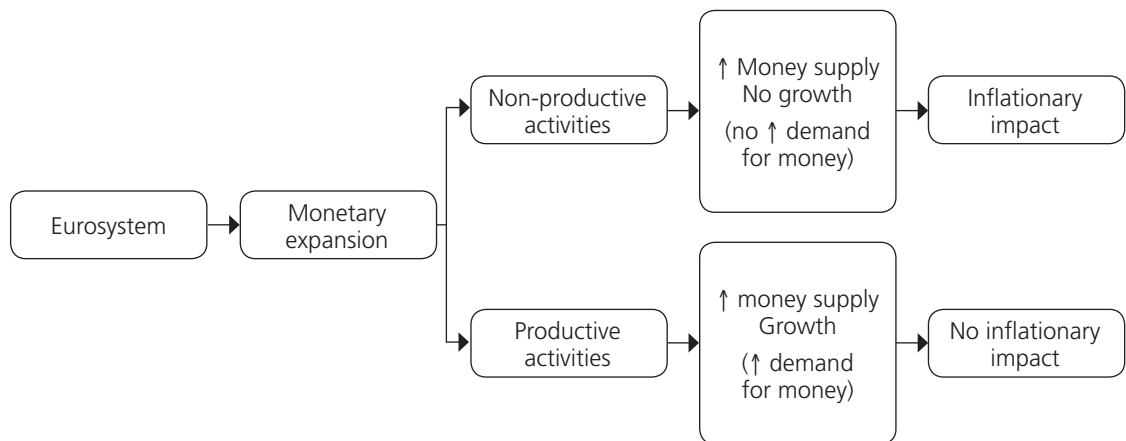 Eurosystem
Monetary
expansion
Non-productive
activities
↑ Money supply
No growth
(no ↑ demand
for money)
Inflationary
impact
Productive
activities
↑ money supply
Growth
(↑ demand
for money)
No inflationary
impact